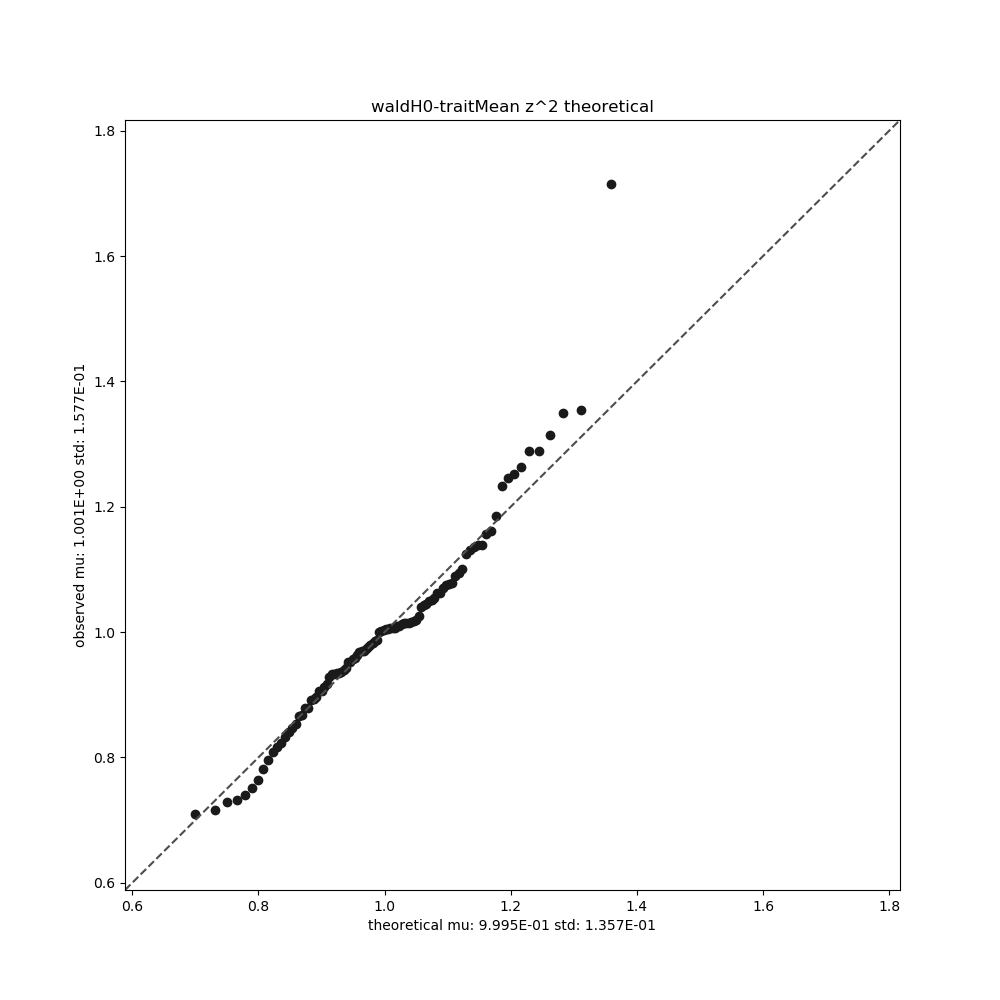 waldH0-traitMean z^2 theoretical
1.8
1.6
1.4
1.2
1.0
0.8
0.6
observed mu: 1.001E+00 std: 1.577E-01
0.6 0.8 1.0 1.2 1.4 1.6 1.8
theoretical mu: 9.995E-01 std: 1.357E-01